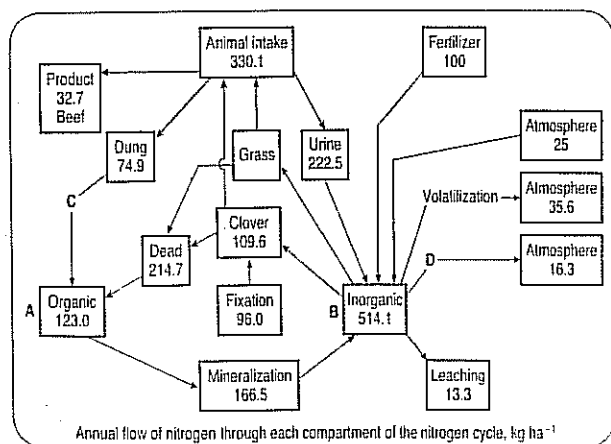 Animal intake
330.1
Fertilizer
100
Product
32.7
Beef
Dung
74.9
Grass
Urine
222.5
Atmosphere
25
C
Volatilization
Atmosphere
35.6
Clover
109.6
Dead
214.7
D
Atmosphere
16.3
A
Organic
123.0
Fixation
96.0
B
Inorganic
514.1
Mineralization
166.5
Leaching
13.3
Annual flow of nitrogen through each compartment of the nitrogen cycle, kg ha⁻¹